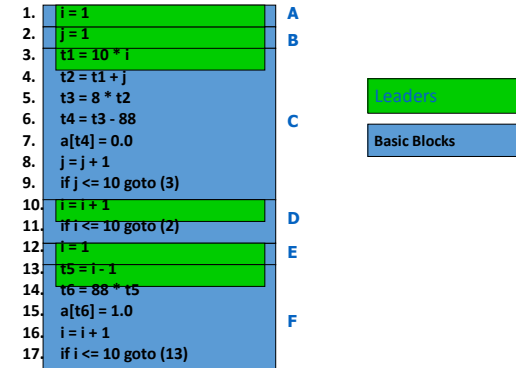 1. i = 1 A
2. j = 1 B
3. t1 = 10 * i
4. t2 = t1 + j
5. t3 = 8 * t2
6. t4 = t3 - 88 C
7. a[t4] = 0.0
8. j = j + 1
9. if j <= 10 goto (3)
10. i = i + 1 D
11. if i <= 10 goto (2)
12. i = 1 E
13. t5 = i - 1
14. t6 = 88 * t5
15. a[t6] = 1.0 F
16. i = i + 1
17. if i <= 10 goto (13)
Leaders
Basic Blocks